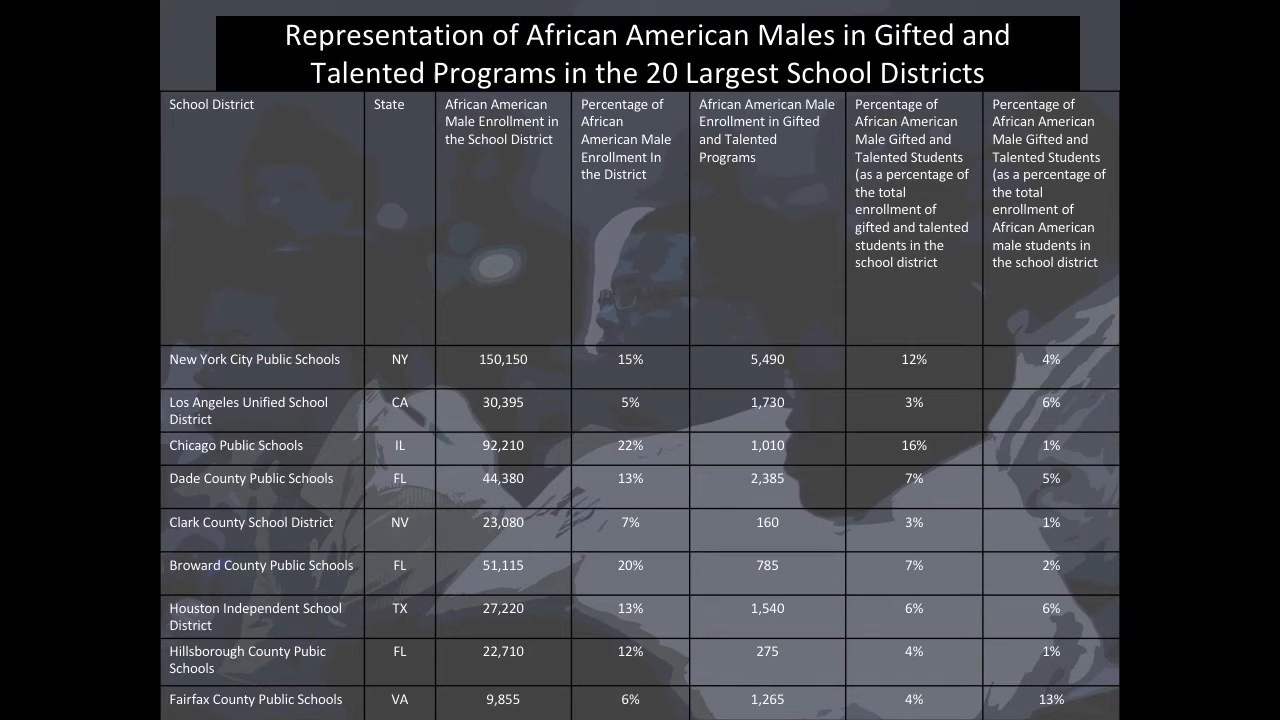 Representation of African American Males in Gifted and
Talented Programs in the 20 Largest School Districts
School District
State
African American
Male Enrollment in
the School District
Percentage of
African
American Male
Enrollment In
the District
African American Male
Enrollment in Gifted
and Talented
Programs
Percentage of
African American
Male Gifted and
Talented Students
(as a percentage of
the total
enrollment of
gifted and talented
students in the
school district
Percentage of
African American
Male Gifted and
Talented Students
(as a percentage of
the total
enrollment of
African American
male students in
the school district
New York City Public Schools NY 150,150 15% 5,490 12% 4%
Los Angeles Unified School CA 30,395 5% 1,730 3% 6%
District
Chicago Public Schools IL 92,210 22% 1,010 16% 1%
Dade County Public Schools FL 44,380 13% 2,385 7% 5%
Clark County School District NV 23,080 7% 160 3% 1%
Broward County Public Schools FL 51,115 20% 785 7% 2%
Houston Independent School TX 27,220 13% 1,540 6% 6%
District
Hillsborough County Pubic FL 22,710 12% 275 4% 1%
Schools
Fairfax County Public Schools VA 9,855 6% 1,265 4% 13%